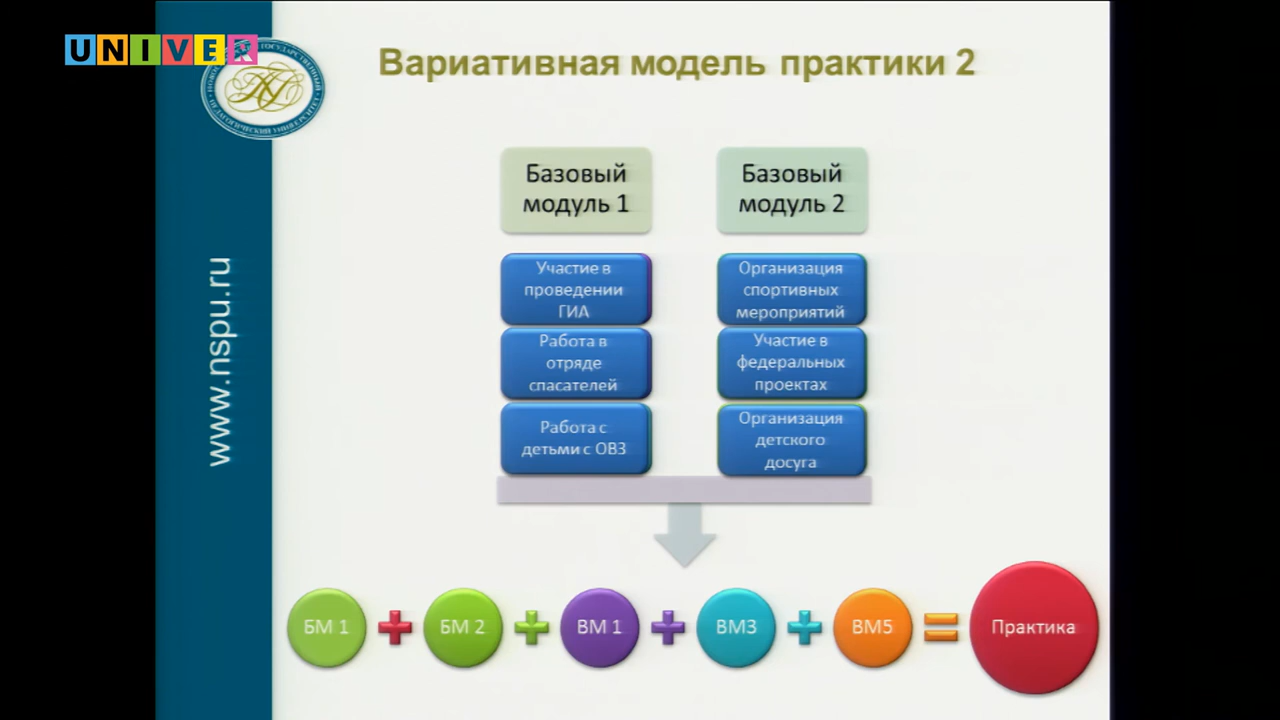 UNIVER
Вариативная модель практики 2
www.nspu.ru
Базовый
модуль 1
Базовый
модуль 2
Участие в
проведении
ГИА
Организация
спортивных
мероприятий
Работа в
отряде
спасателей
Участие в
федеральных
проектах
Работа с
детьми с ОВЗ
Организация
детского
досуга
БМ 1
БМ 2
ВМ 1
ВМ3
ВМ5
Практика